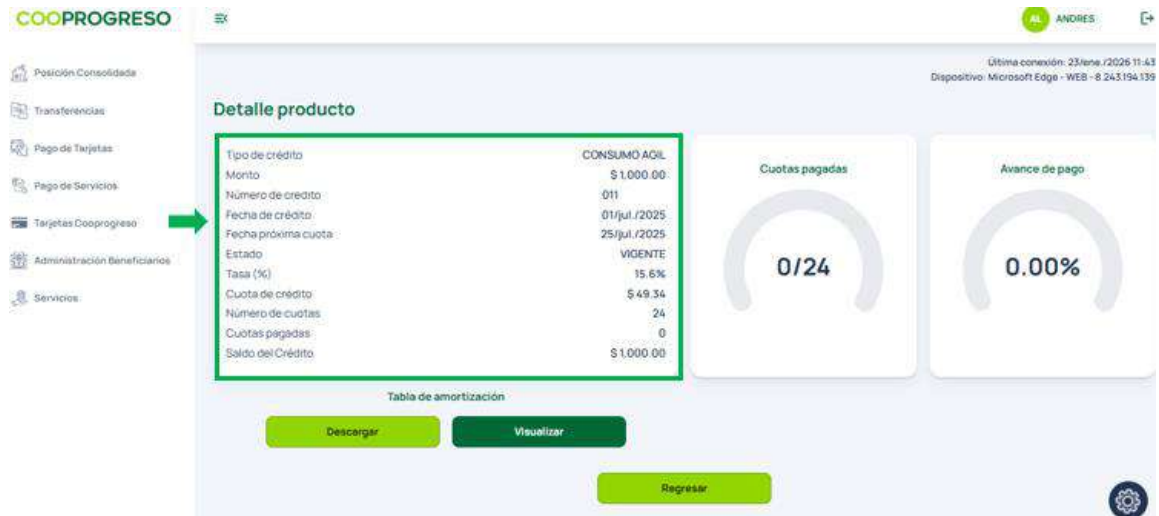 COOPROGRESO
AL ANDRES
Última conexión: 23/ene./2026 11:43
Dispositivo: Microsoft Edge - WEB - 8.243.194.139
Posición Consolidada
Transferencias
Pago de Tarjetas
Pago de Servicios
Tarjetas Cooprogreso
Administración Beneficiarios
Servicios
Detalle producto
Tipo de crédito CONSUMO AGIL
Monto $ 1,000.00
Número de crédito 011
Fecha de crédito 01/jul./2025
Fecha próxima cuota 25/jul./2025
Estado VIGENTE
Tasa (%) 15.6%
Cuota de crédito $ 49.34
Número de cuotas 24
Cuotas pagadas 0
Saldo del Crédito $ 1,000.00
Cuotas pagadas
0/24
Avance de pago
0.00%
Tabla de amortización
Descargar
Visualizar
Regresar